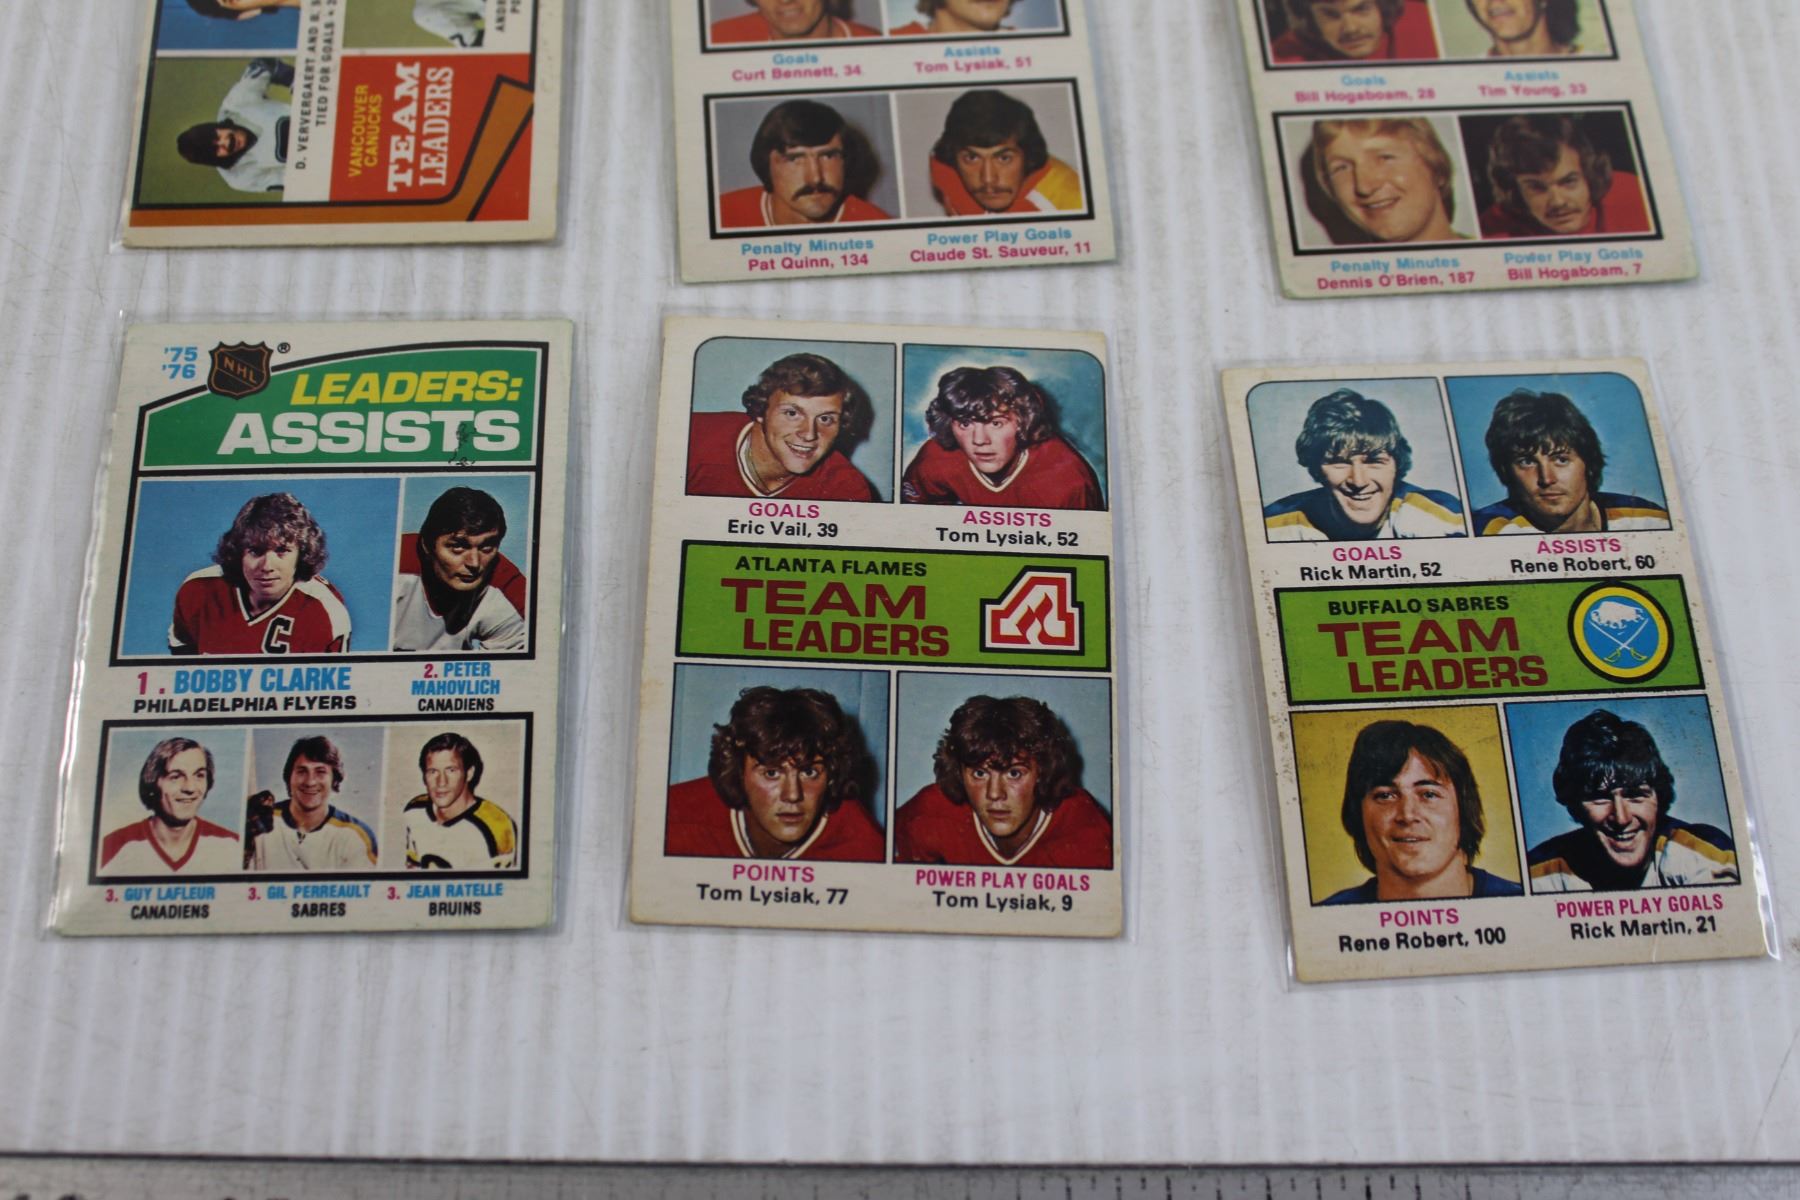 D. VERVERGAERT AND
TIED FOR GOALS
VANCOUVER
CANUCKS
TEAM
LEADERS
Goals
Curt Bennett, 34
Assists
Tom Lysiak, 51
Penalty Minutes
Pat Quinn, 134
Power Play Goals
Claude St. Sauveur, 11
Goals
Bill Hogaboam, 28
Assists
Tim Young, 33
Penalty Minutes
Dennis O'Brien, 187
Power Play Goals
Bill Hogaboam, 7
'75
'76
NHL
®
LEADERS:
ASSISTS
1. BOBBY CLARKE
PHILADELPHIA FLYERS
2. PETER
MAHOVLICH
CANADIENS
3. GUY LAFLEUR
CANADIENS
3. GIL PERREAULT
SABRES
3. JEAN RATELLE
BRUINS
GOALS
Eric Vail, 39
ASSISTS
Tom Lysiak, 52
ATLANTA FLAMES
TEAM
LEADERS
POINTS
Tom Lysiak, 77
POWER PLAY GOALS
Tom Lysiak, 9
GOALS
Rick Martin, 52
ASSISTS
Rene Robert, 60
BUFFALO SABRES
TEAM
LEADERS
POINTS
Rene Robert, 100
POWER PLAY GOALS
Rick Martin, 21